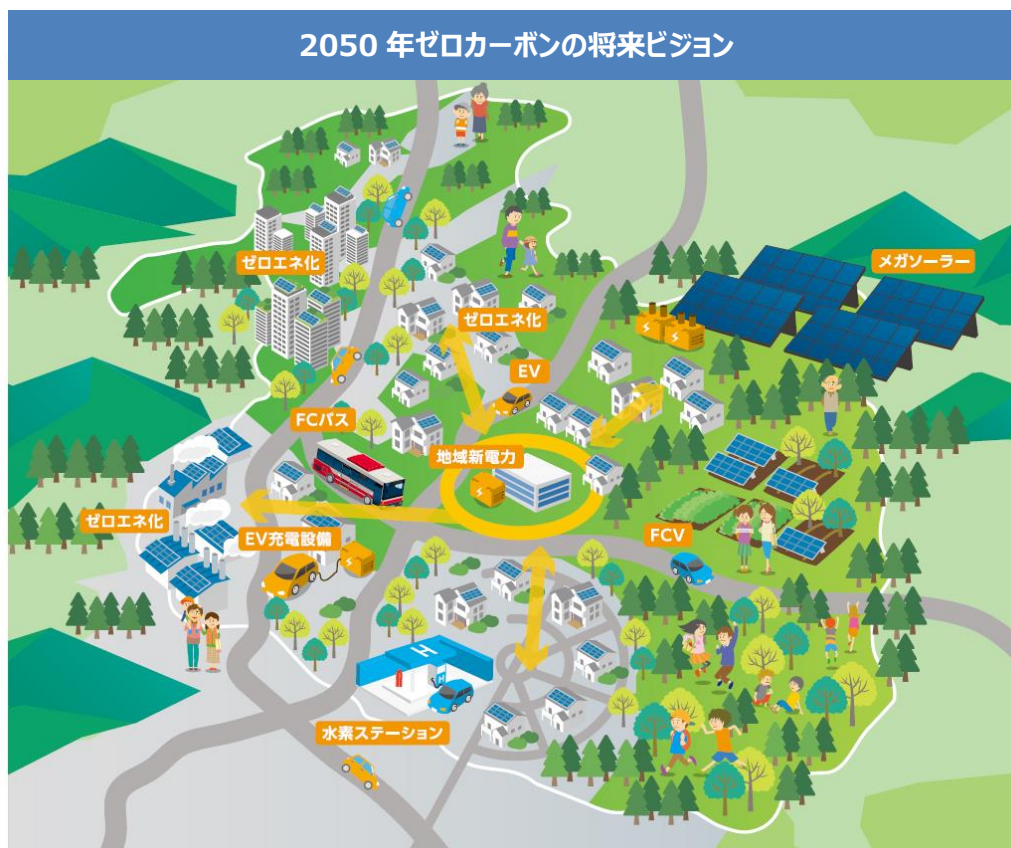 2050 年ゼロカーボンの将来ビジョン
ゼロエネ化
メガソーラー
ゼロエネ化
EV
FCバス
地域新電力
ゼロエネ化
EV充電設備
FCV
H
H
水素ステーション